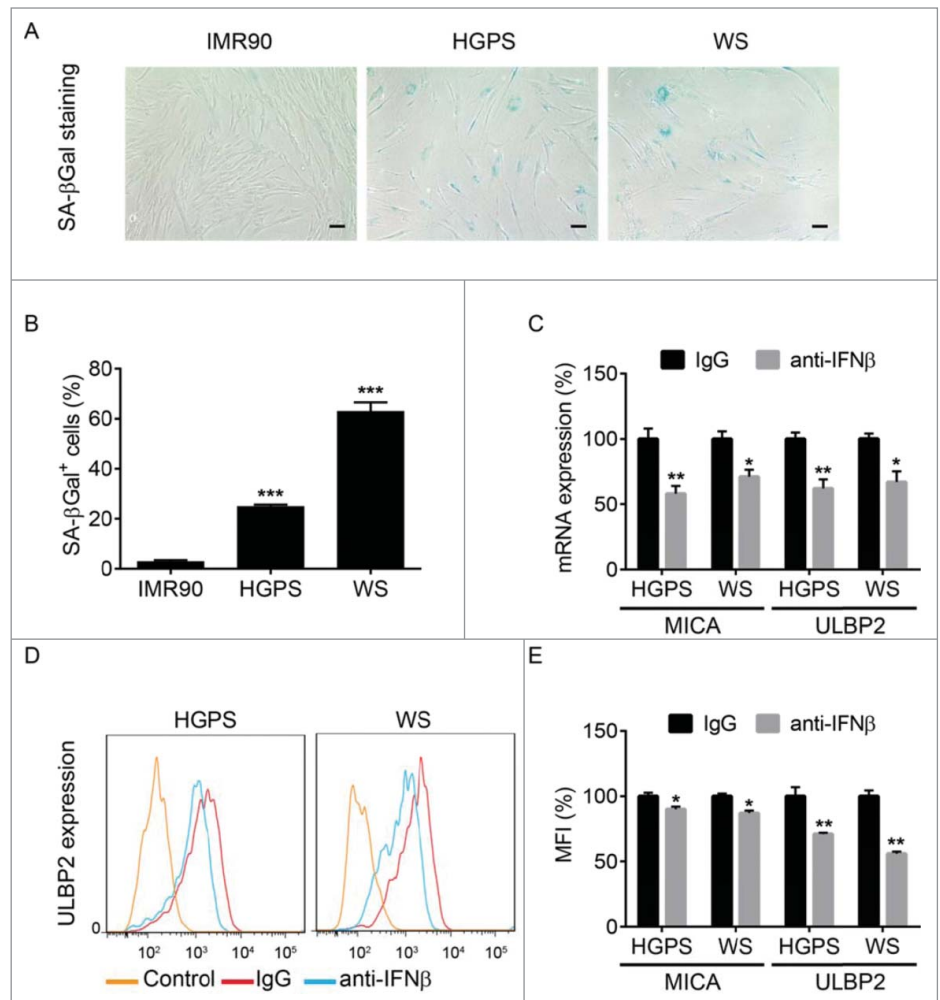 A
IMR90 HGPS WS
SA-βGal staining
B
SA-βGal⁺ cells (%)
80
60
40
20
0
***
***
IMR90 HGPS WS
C
IgG anti-IFNβ
mRNA expression (%)
150
100
50
0
** * ** *
HGPS WS HGPS WS
MICA ULBP2
D
HGPS WS
ULBP2 expression
0
10² 10³ 10⁴ 10⁵ 10² 10³ 10⁴ 10⁵
Control IgG anti-IFNβ
E
IgG anti-IFNβ
MFI (%)
150
100
50
0
* * ** **
HGPS WS HGPS WS
MICA ULBP2